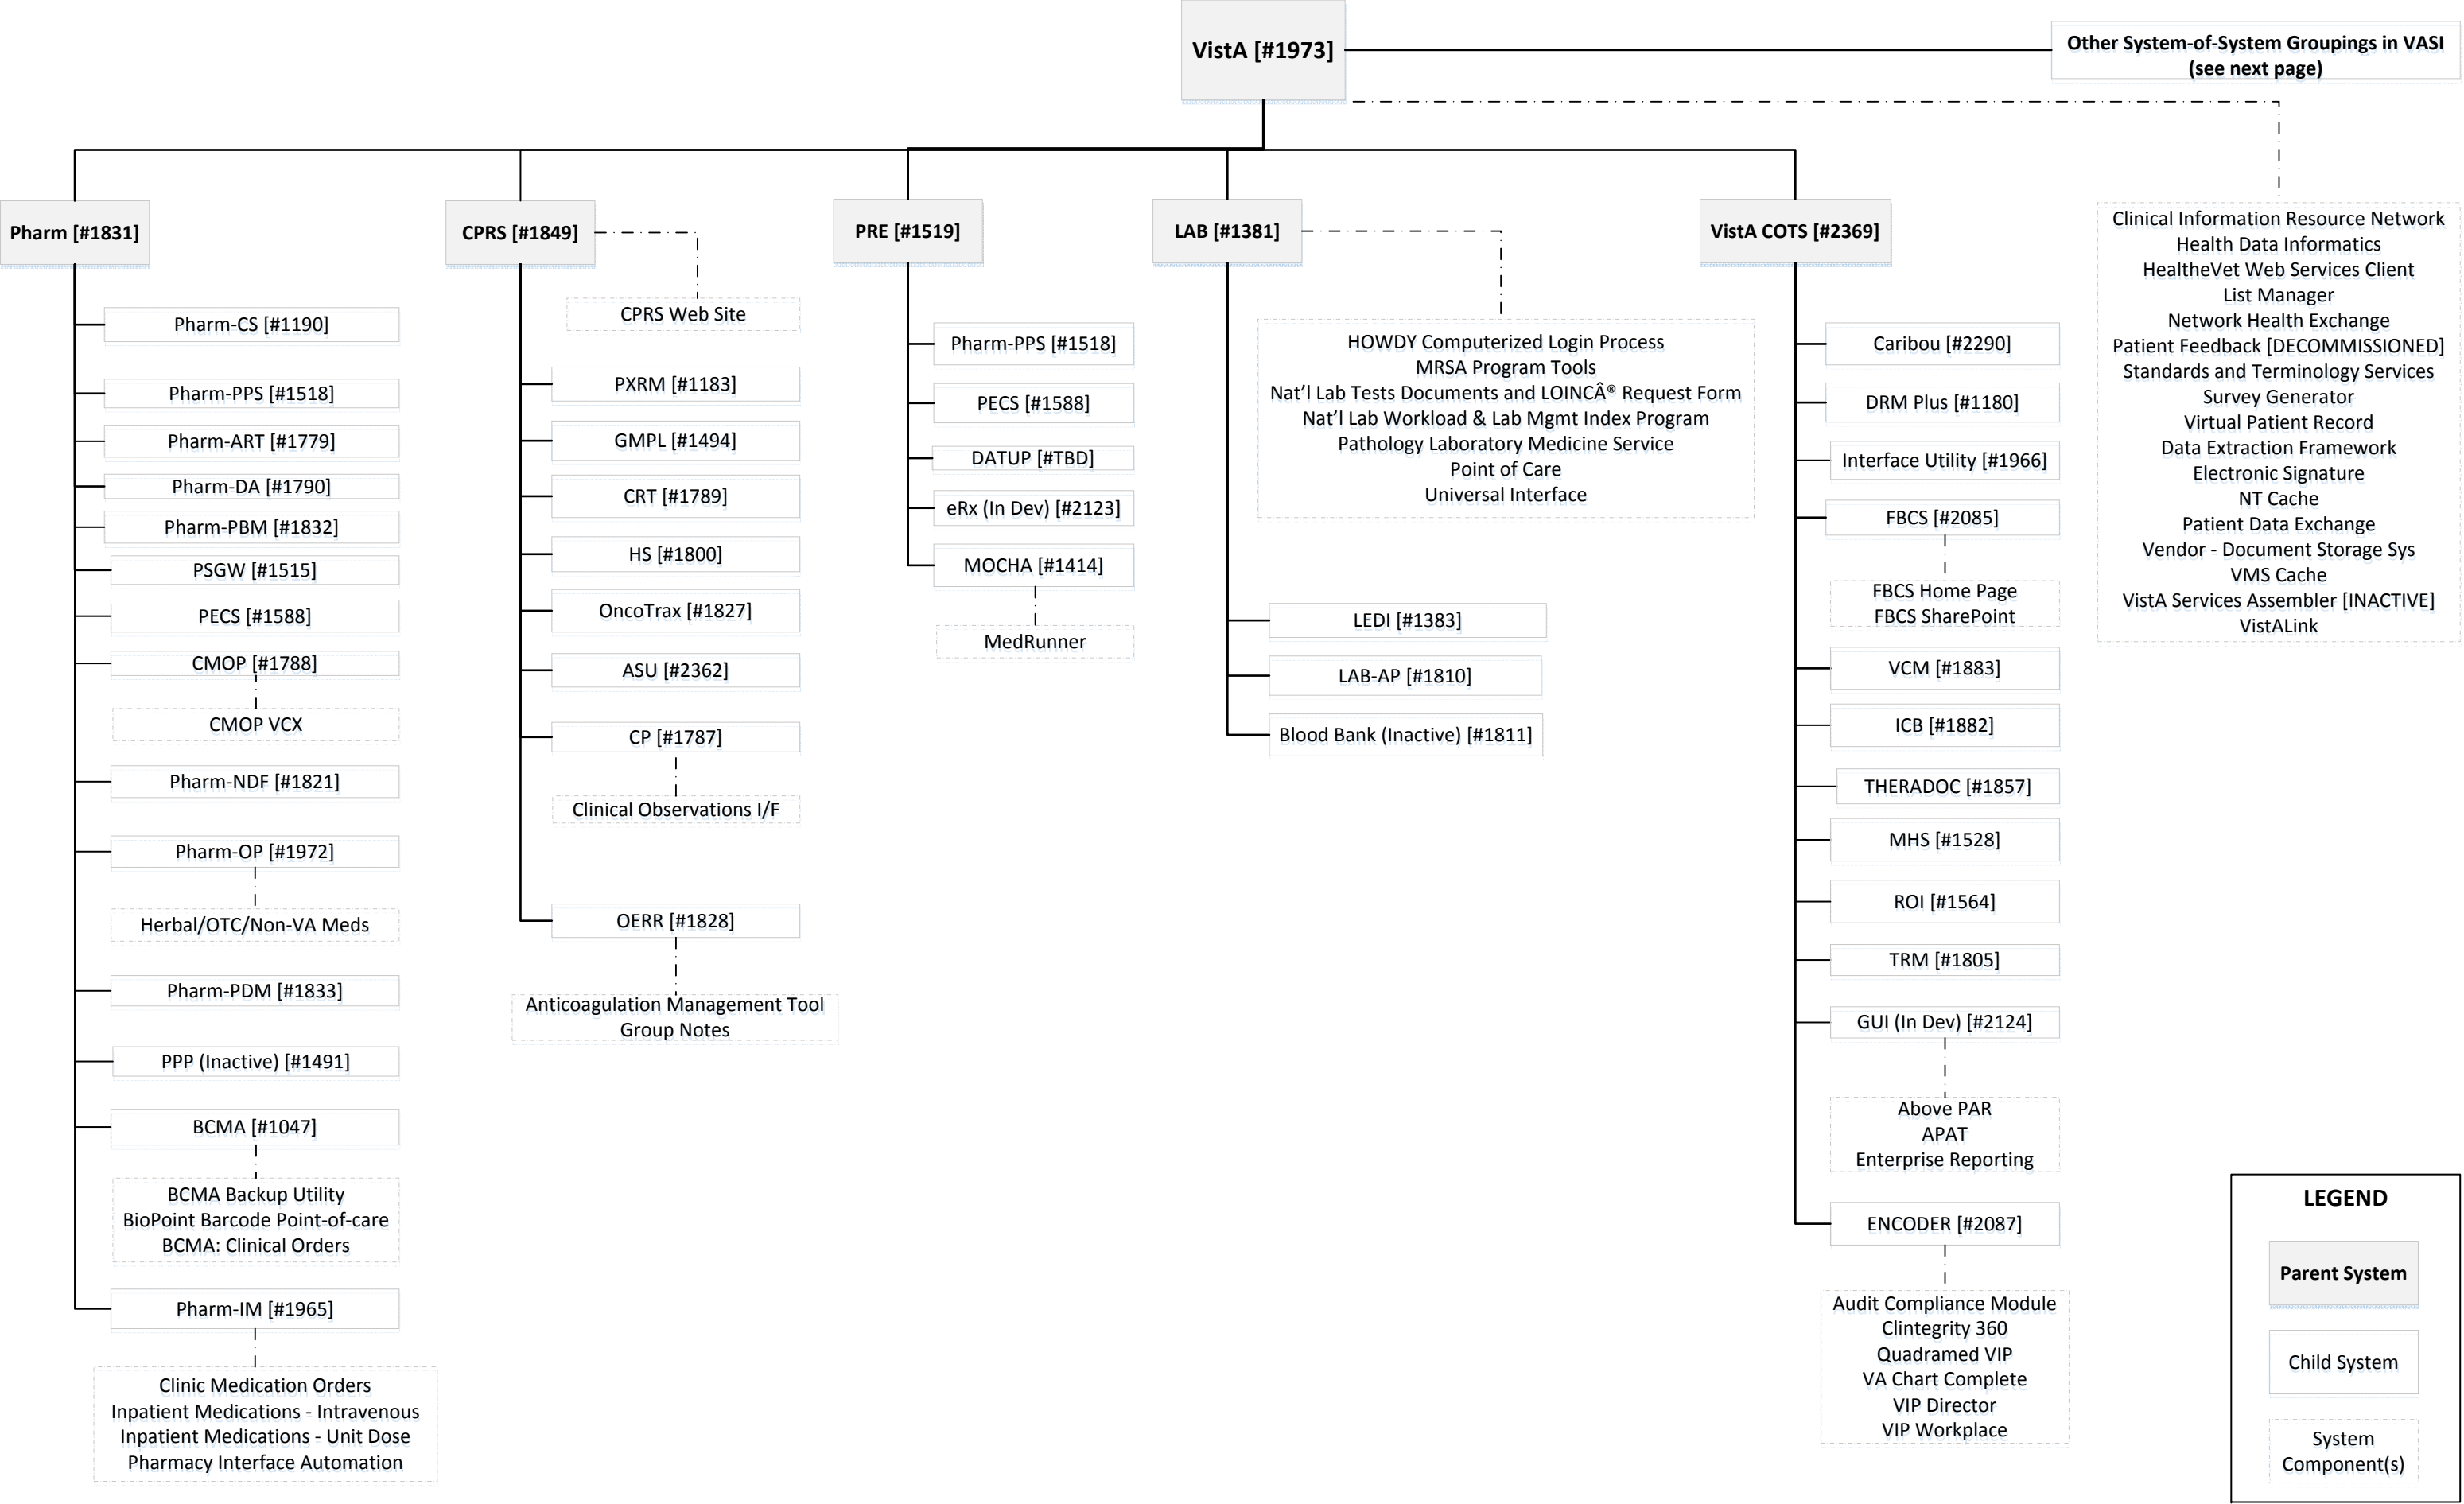 VistA [#1973]
Other System-of-System Groupings in VASI
(see next page)
Pharm [#1831]
Pharm-CS [#1190]
Pharm-PPS [#1518]
Pharm-ART [#1779]
Pharm-DA [#1790]
Pharm-PBM [#1832]
PSGW [#1515]
PECS [#1588]
CMOP [#1788]
CMOP VCX
Pharm-NDF [#1821]
Pharm-OP [#1972]
Herbal/OTC/Non-VA Meds
Pharm-PDM [#1833]
PPP (Inactive) [#1491]
BCMA [#1047]
BCMA Backup Utility
BioPoint Barcode Point-of-care
BCMA: Clinical Orders
Pharm-IM [#1965]
Clinic Medication Orders
Inpatient Medications - Intravenous
Inpatient Medications - Unit Dose
Pharmacy Interface Automation
CPRS [#1849]
CPRS Web Site
PXRM [#1183]
GMPL [#1494]
CRT [#1789]
HS [#1800]
OncoTrax [#1827]
ASU [#2362]
CP [#1787]
Clinical Observations I/F
OERR [#1828]
Anticoagulation Management Tool
Group Notes
PRE [#1519]
Pharm-PPS [#1518]
PECS [#1588]
DATUP [#TBD]
eRx (In Dev) [#2123]
MOCHA [#1414]
MedRunner
LAB [#1381]
HOWDY Computerized Login Process
MRSA Program Tools
Nat’l Lab Tests Documents and LOINCÂ® Request Form
Nat’l Lab Workload & Lab Mgmt Index Program
Pathology Laboratory Medicine Service
Point of Care
Universal Interface
LEDI [#1383]
LAB-AP [#1810]
Blood Bank (Inactive) [#1811]
VistA COTS [#2369]
Caribou [#2290]
DRM Plus [#1180]
Interface Utility [#1966]
FBCS [#2085]
FBCS Home Page
FBCS SharePoint
VCM [#1883]
ICB [#1882]
THERADOC [#1857]
MHS [#1528]
ROI [#1564]
TRM [#1805]
GUI (In Dev) [#2124]
Above PAR
APAT
Enterprise Reporting
ENCODER [#2087]
Audit Compliance Module
Clintegrity 360
Quadramed VIP
VA Chart Complete
VIP Director
VIP Workplace
Clinical Information Resource Network
Health Data Informatics
HealtheVet Web Services Client
List Manager
Network Health Exchange
Patient Feedback [DECOMMISSIONED]
Standards and Terminology Services
Survey Generator
Virtual Patient Record
Data Extraction Framework
Electronic Signature
NT Cache
Patient Data Exchange
Vendor - Document Storage Sys
VMS Cache
VistA Services Assembler [INACTIVE]
VistALink
LEGEND
Parent System
Child System
System
Component(s)